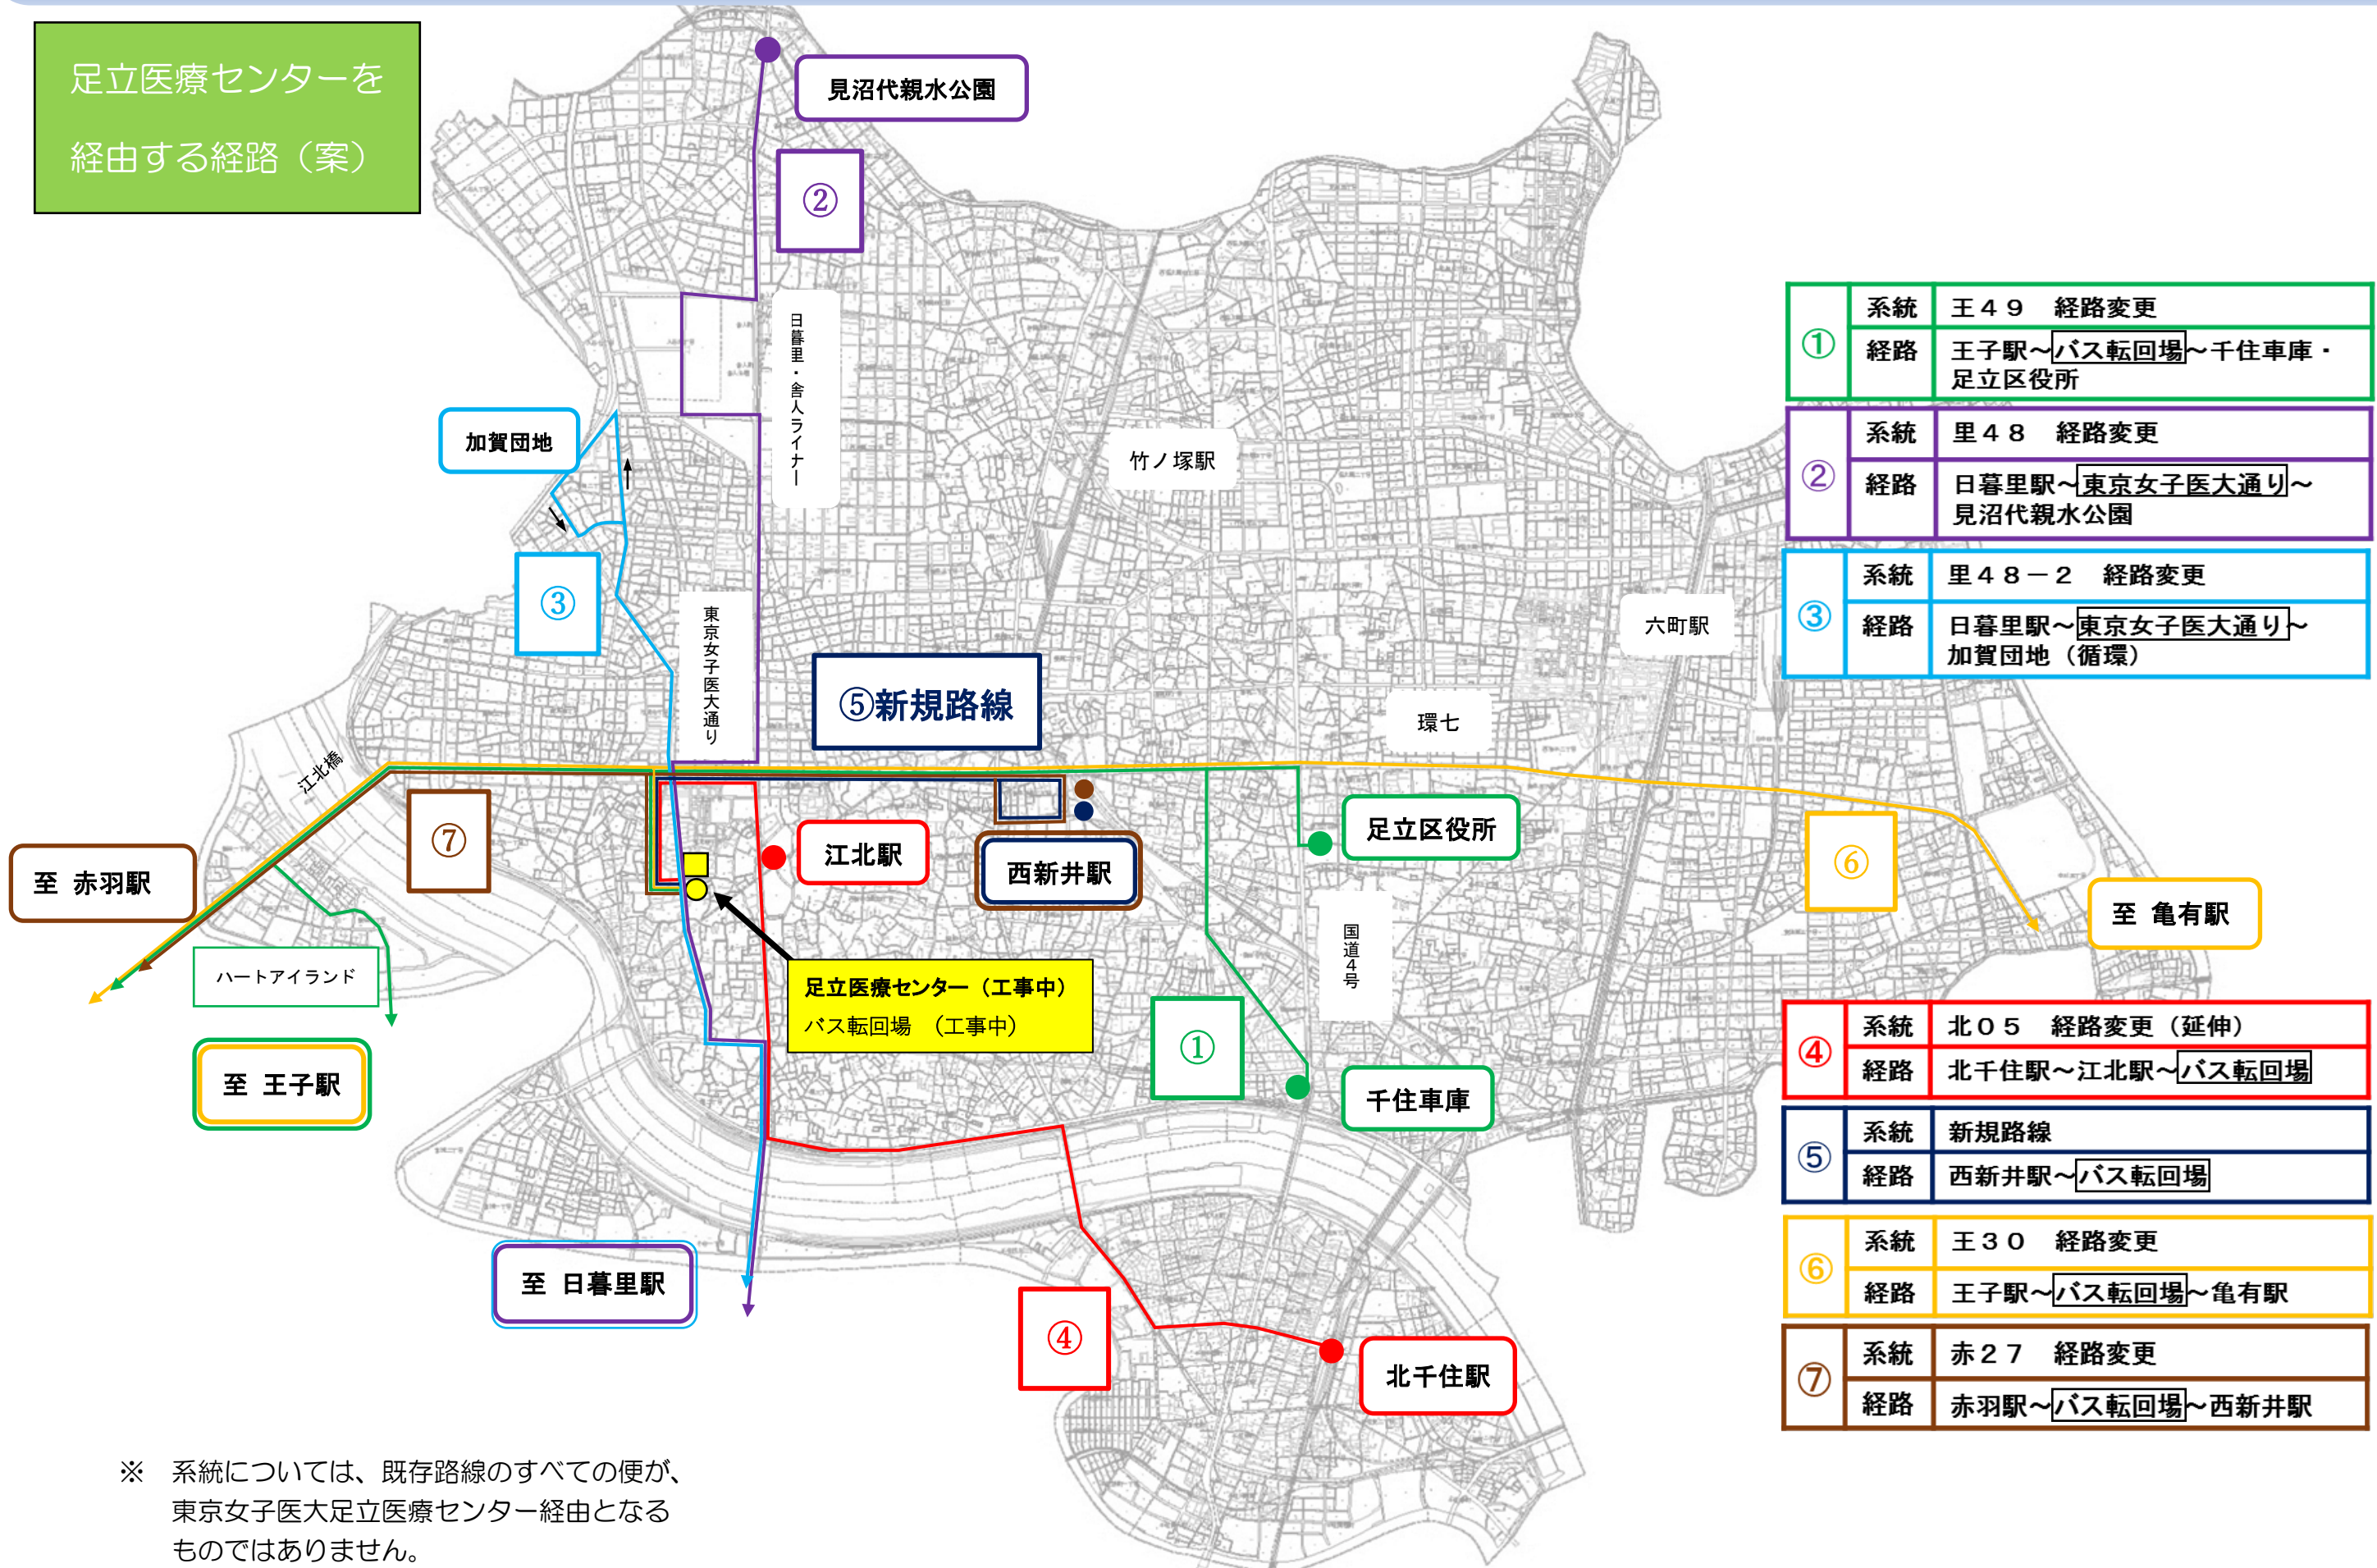 足立医療センターを
経由する経路（案）
見沼代親水公園
②
日暮里・舎人ライナー
加賀団地
竹ノ塚駅
③
東京女子医大通り
六町駅
⑤新規路線
環七
江北橋
⑦
江北駅
西新井駅
足立区役所
⑥
至 赤羽駅
至 亀有駅
国道4号
ハートアイランド
足立医療センター（工事中）
バス転回場　（工事中）
①
至 王子駅
千住車庫
至 日暮里駅
④
北千住駅
①
系統　王４９　経路変更
経路　王子駅～バス転回場～千住車庫・
足立区役所
②
系統　里４８　経路変更
経路　日暮里駅～東京女子医大通り～
見沼代親水公園
③
系統　里４８－２　経路変更
経路　日暮里駅～東京女子医大通り～
加賀団地（循環）
④
系統　北０５　経路変更（延伸）
経路　北千住駅～江北駅～バス転回場
⑤
系統　新規路線
経路　西新井駅～バス転回場
⑥
系統　王３０　経路変更
経路　王子駅～バス転回場～亀有駅
⑦
系統　赤２７　経路変更
経路　赤羽駅～バス転回場～西新井駅
※　系統については、既存路線のすべての便が、
東京女子医大足立医療センター経由となる
ものではありません。